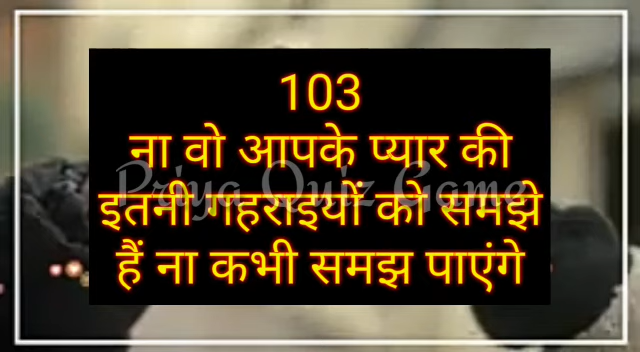 103
ना वो आपके प्यार की
इतनी गहराइयों को समझे
हैं ना कभी समझ पाएंगे
Priya Quiz Game